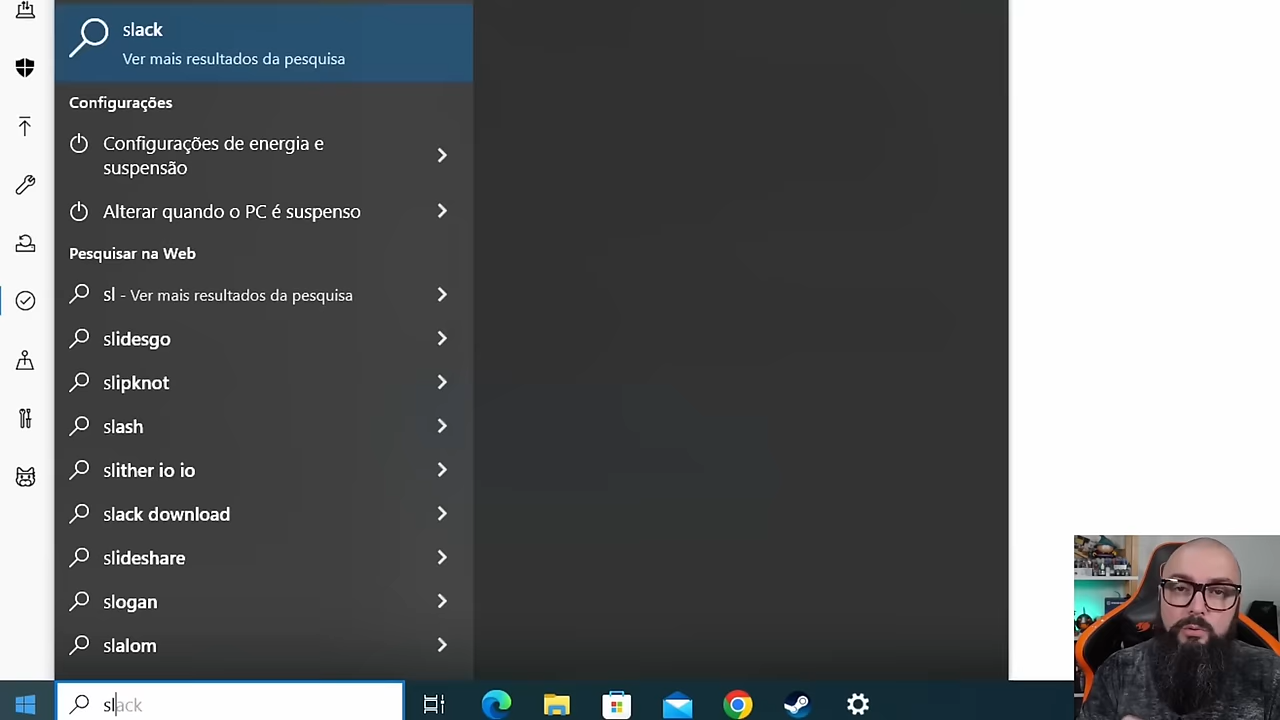 slack
Ver mais resultados da pesquisa
Configurações
Configurações de energia e
suspensão
Alterar quando o PC é suspenso
Pesquisar na Web
sl - Ver mais resultados da pesquisa
slidesgo
slipknot
slash
slither io io
slack download
slideshare
slogan
slalom
slack